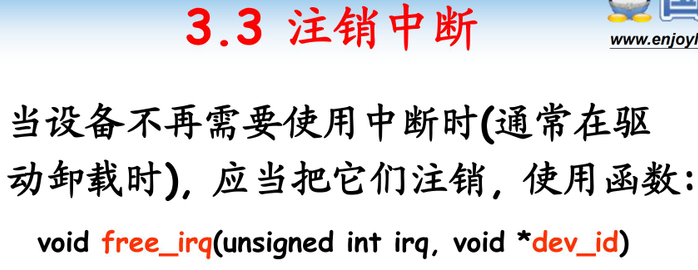 3.3 注销中断
www.enjoyl
当设备不再需要使用中断时(通常在驱
动卸载时), 应当把它们注销, 使用函数:
void free_irq(unsigned int irq, void *dev_id)